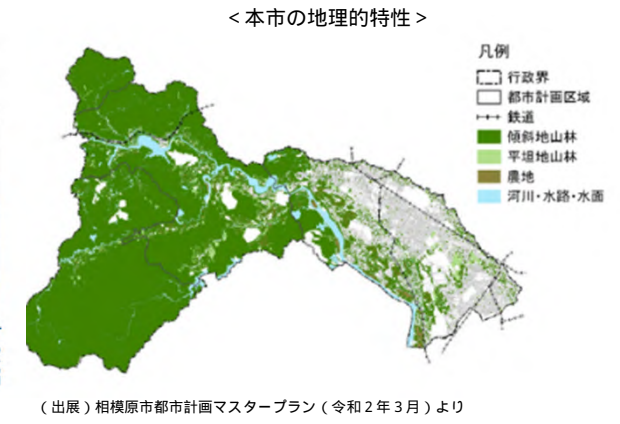 ＜本市の地理的特性＞
凡例
行政界
都市計画区域
鉄道
傾斜地山林
平坦地山林
農地
河川・水路・水面
（出展）相模原市都市計画マスタープラン（令和２年３月）より